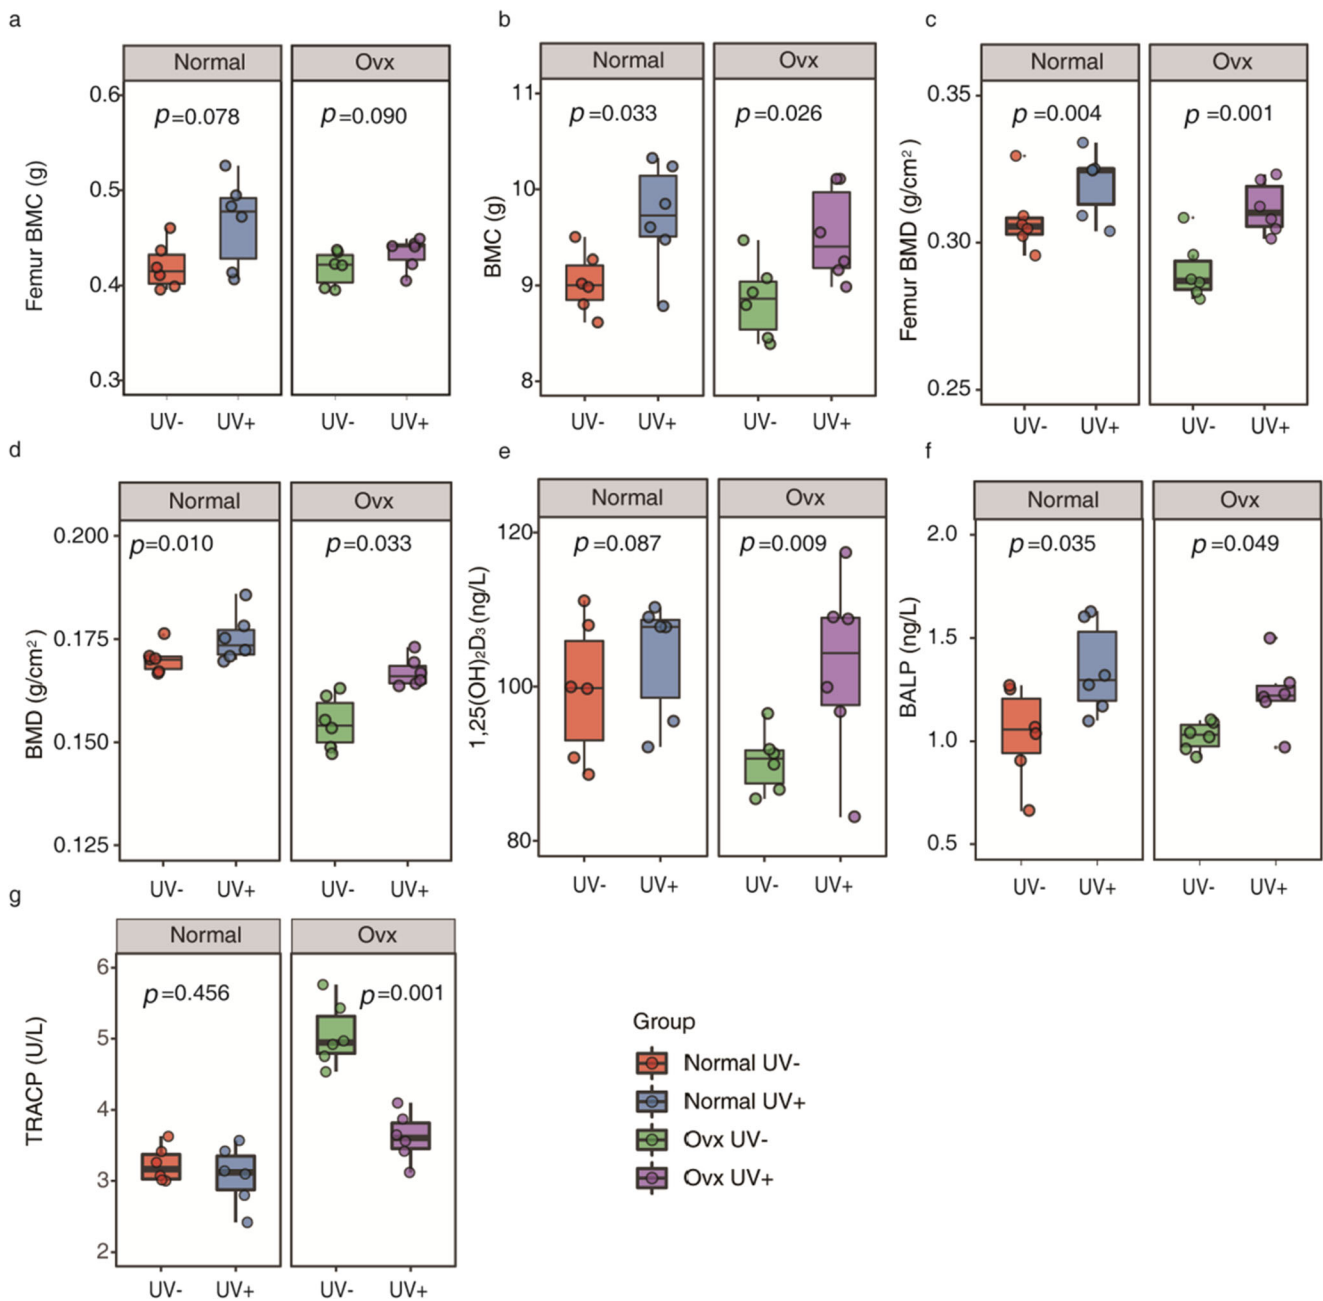 a
Normal
Ovx
p=0.078
p=0.090
Femur BMC (g)
0.6
0.5
0.4
0.3
UV-
UV+
UV-
UV+
b
Normal
Ovx
p=0.033
p=0.026
BMC (g)
11
10
9
8
UV-
UV+
UV-
UV+
c
Normal
Ovx
p=0.004
p=0.001
Femur BMD (g/cm²)
0.35
0.30
0.25
UV-
UV+
UV-
UV+
d
Normal
Ovx
p=0.010
p=0.033
BMD (g/cm²)
0.200
0.175
0.150
0.125
UV-
UV+
UV-
UV+
e
Normal
Ovx
p=0.087
p=0.009
1,25(OH)₂D₃ (ng/L)
120
100
80
UV-
UV+
UV-
UV+
f
Normal
Ovx
p=0.035
p=0.049
BALP (ng/L)
2.0
1.5
1.0
0.5
UV-
UV+
UV-
UV+
g
Normal
Ovx
p=0.456
p=0.001
TRACP (U/L)
6
5
4
3
2
UV-
UV+
UV-
UV+
Group
Normal UV-
Normal UV+
Ovx UV-
Ovx UV+